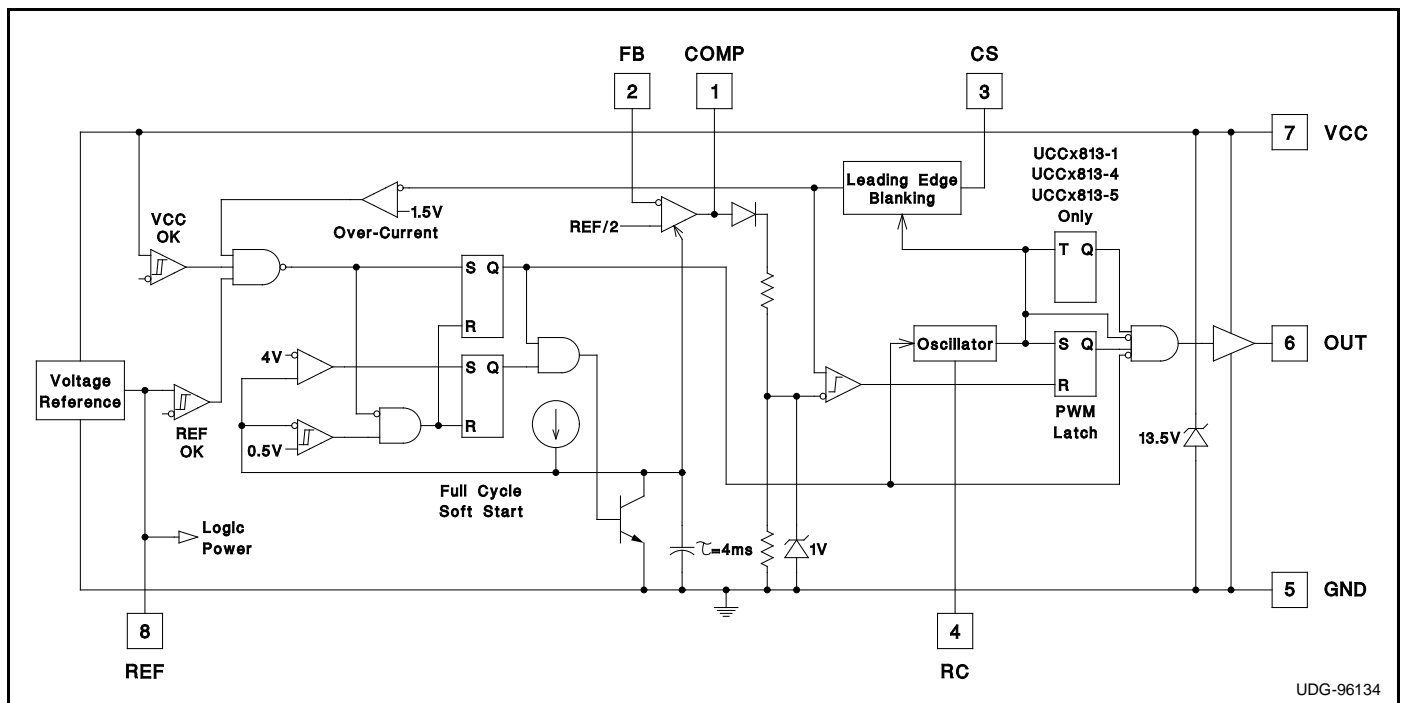 FB COMP CS
2 1 3
7 VCC
UCCx813-1
UCCx813-4
UCCx813-5
Only
Leading Edge
Blanking
1.5V
Over-Current
VCC
OK
REF/2
T Q
S Q
R
4V
S Q
R
Oscillator
S Q
R
PWM
Latch
6 OUT
Voltage
Reference
REF
OK
0.5V
13.5V
Full Cycle
Soft Start
Logic
Power
τ=4ms
1V
5 GND
8
REF
4
RC
UDG-96134